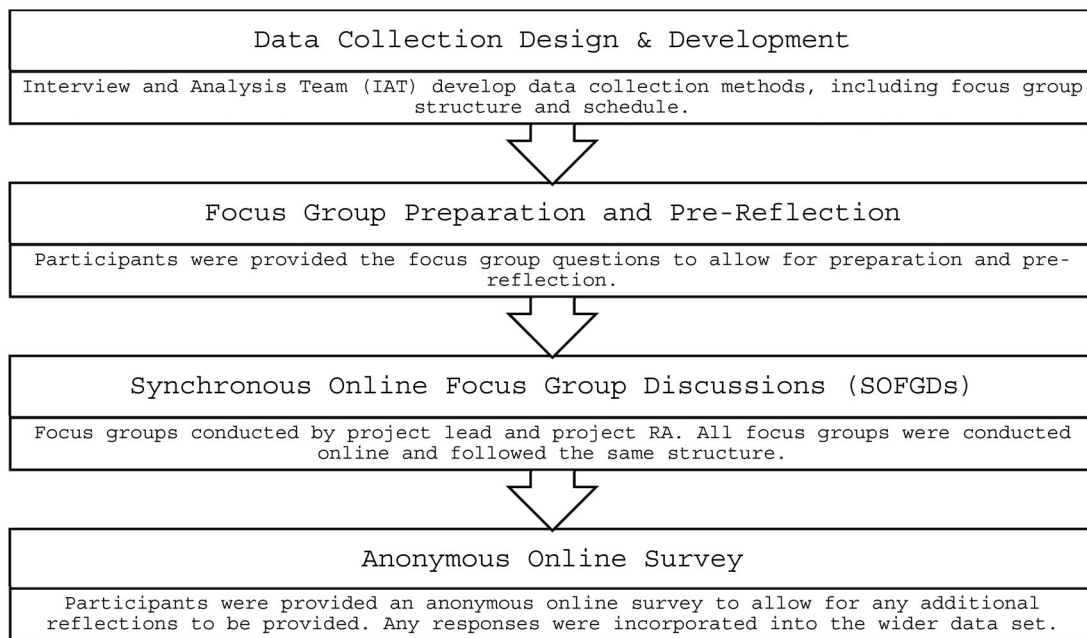 Data Collection Design & Development
Interview and Analysis Team (IAT) develop data collection methods, including focus group
structure and schedule.
Focus Group Preparation and Pre-Reflection
Participants were provided the focus group questions to allow for preparation and pre-
reflection.
Synchronous Online Focus Group Discussions (SOFGDs)
Focus groups conducted by project lead and project RA. All focus groups were conducted
online and followed the same structure.
Anonymous Online Survey
Participants were provided an anonymous online survey to allow for any additional
reflections to be provided. Any responses were incorporated into the wider data set.